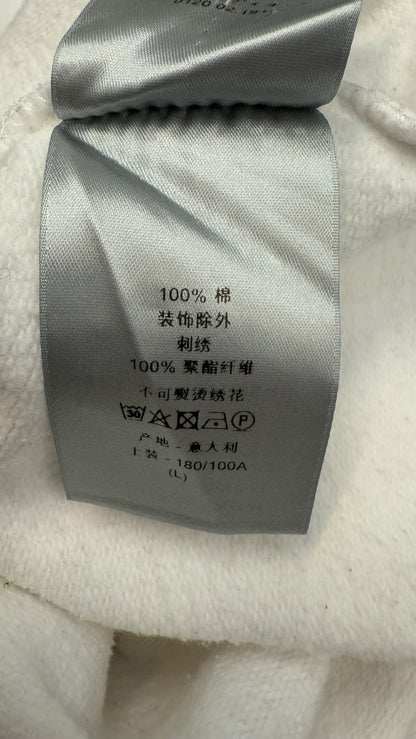 100% 棉
装饰除外
刺绣
100% 聚酯纤维
不可熨烫绣花
30 P
产地 - 意大利
上装 - 180/100A
(L)